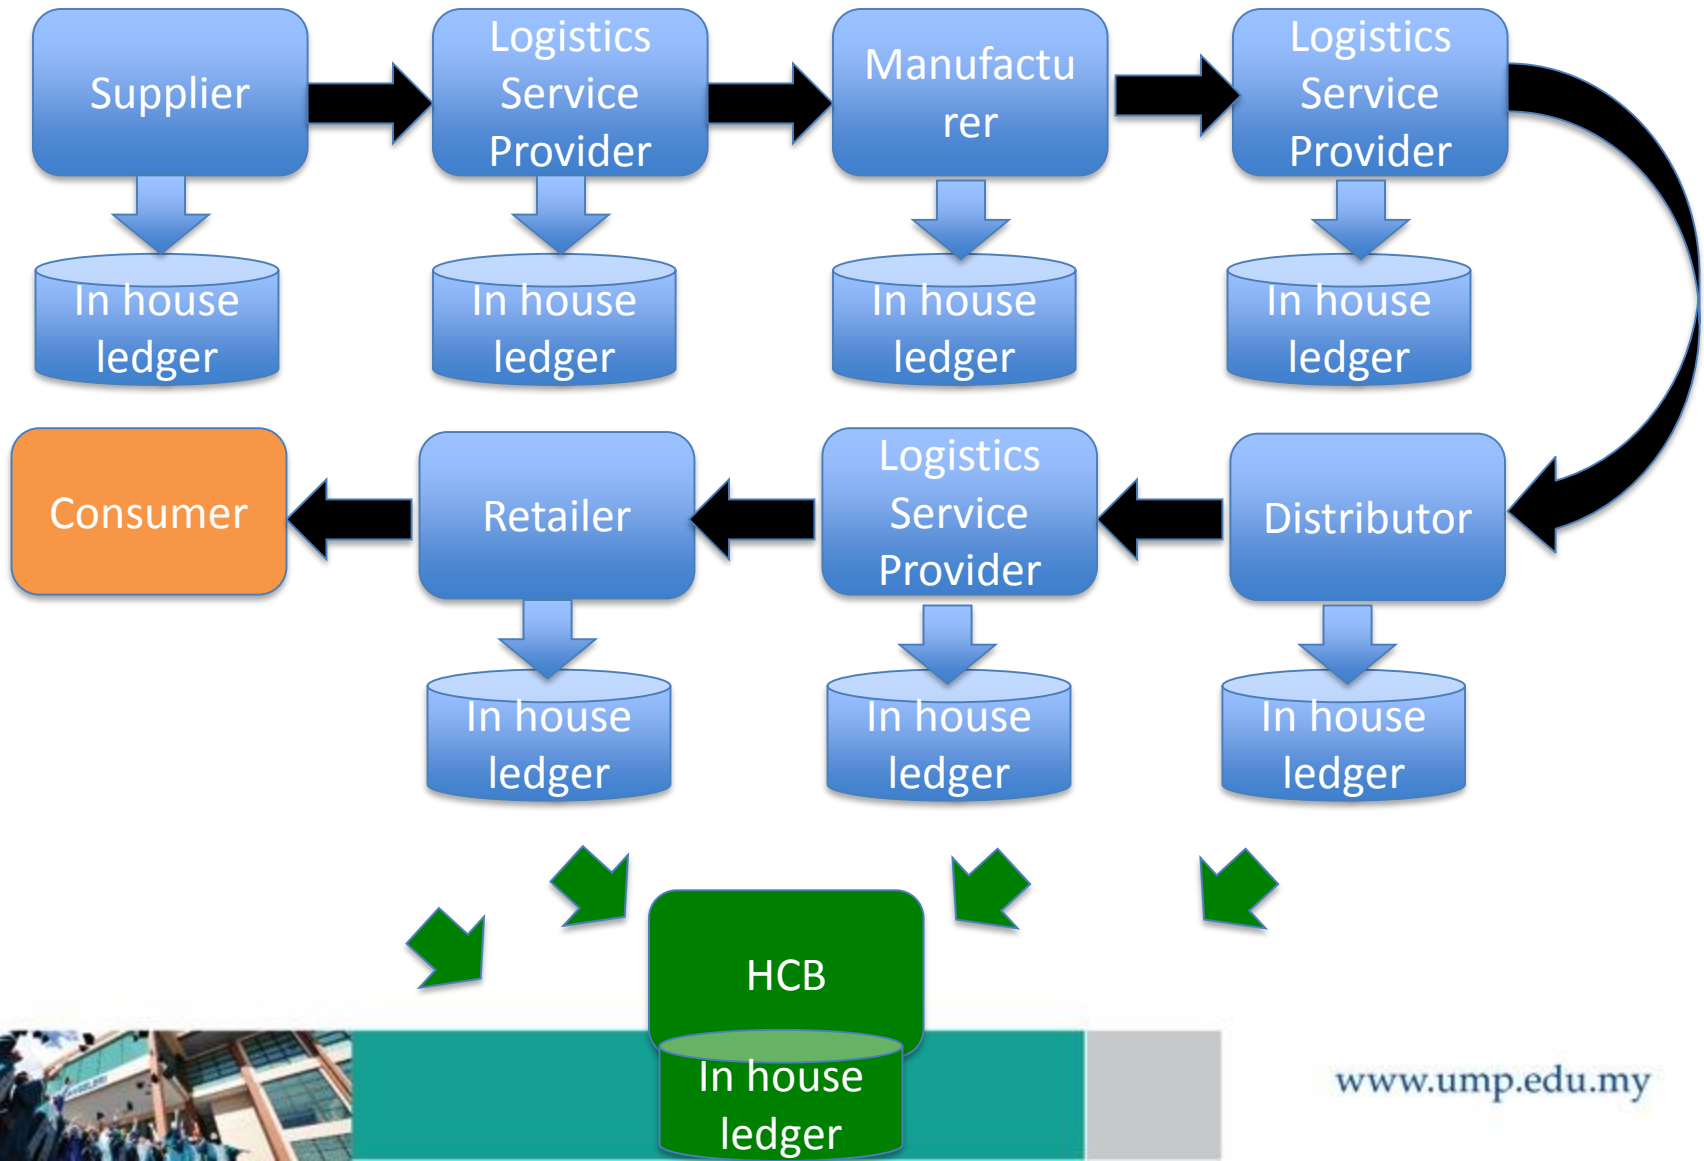 Supplier
Logistics
Service
Provider
Manufactu
rer
Logistics
Service
Provider
In house
ledger
In house
ledger
In house
ledger
In house
ledger
Consumer
Retailer
Logistics
Service
Provider
Distributor
In house
ledger
In house
ledger
In house
ledger
HCB
In house
ledger
www.ump.edu.my